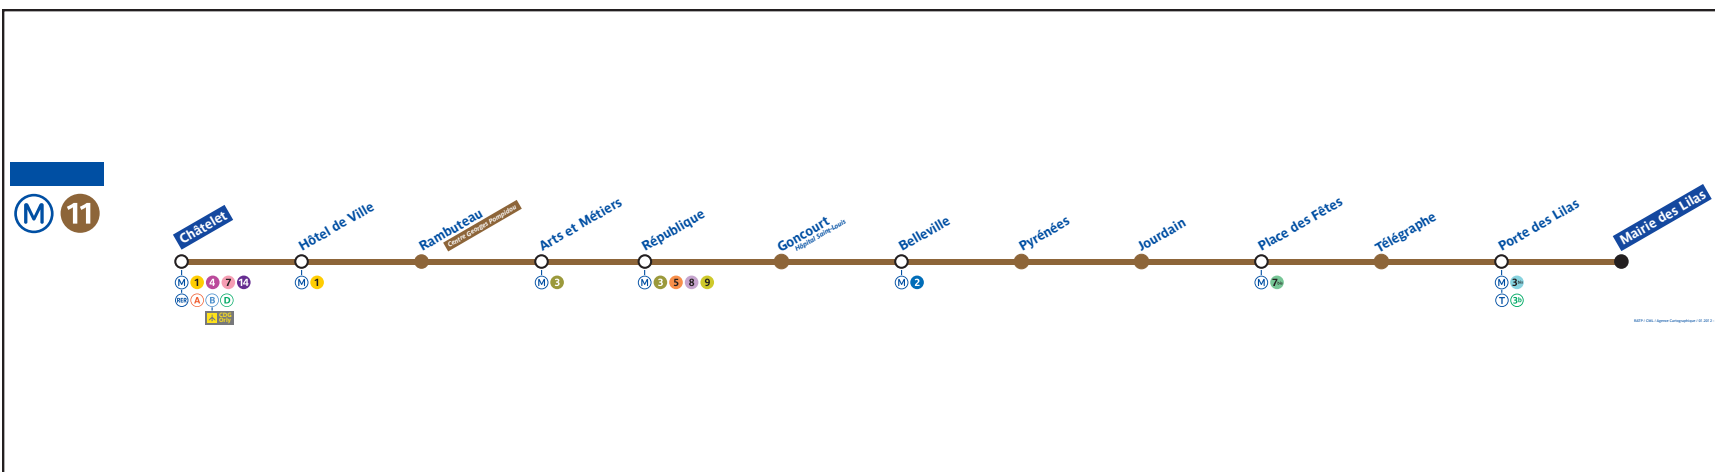 M 11
Châtelet
Hôtel de Ville
Rambuteau
Centre Georges Pompidou
Arts et Métiers
République
Goncourt
Hôpital Saint-Louis
Belleville
Pyrénées
Jourdain
Place des Fêtes
Télégraphe
Porte des Lilas
Mairie des Lilas
M 1 4 7 14
RER A B D
CDG
Orly
M 1
M 3
M 3 5 8 9
M 2
M 7bis
M 3bis
T 3b